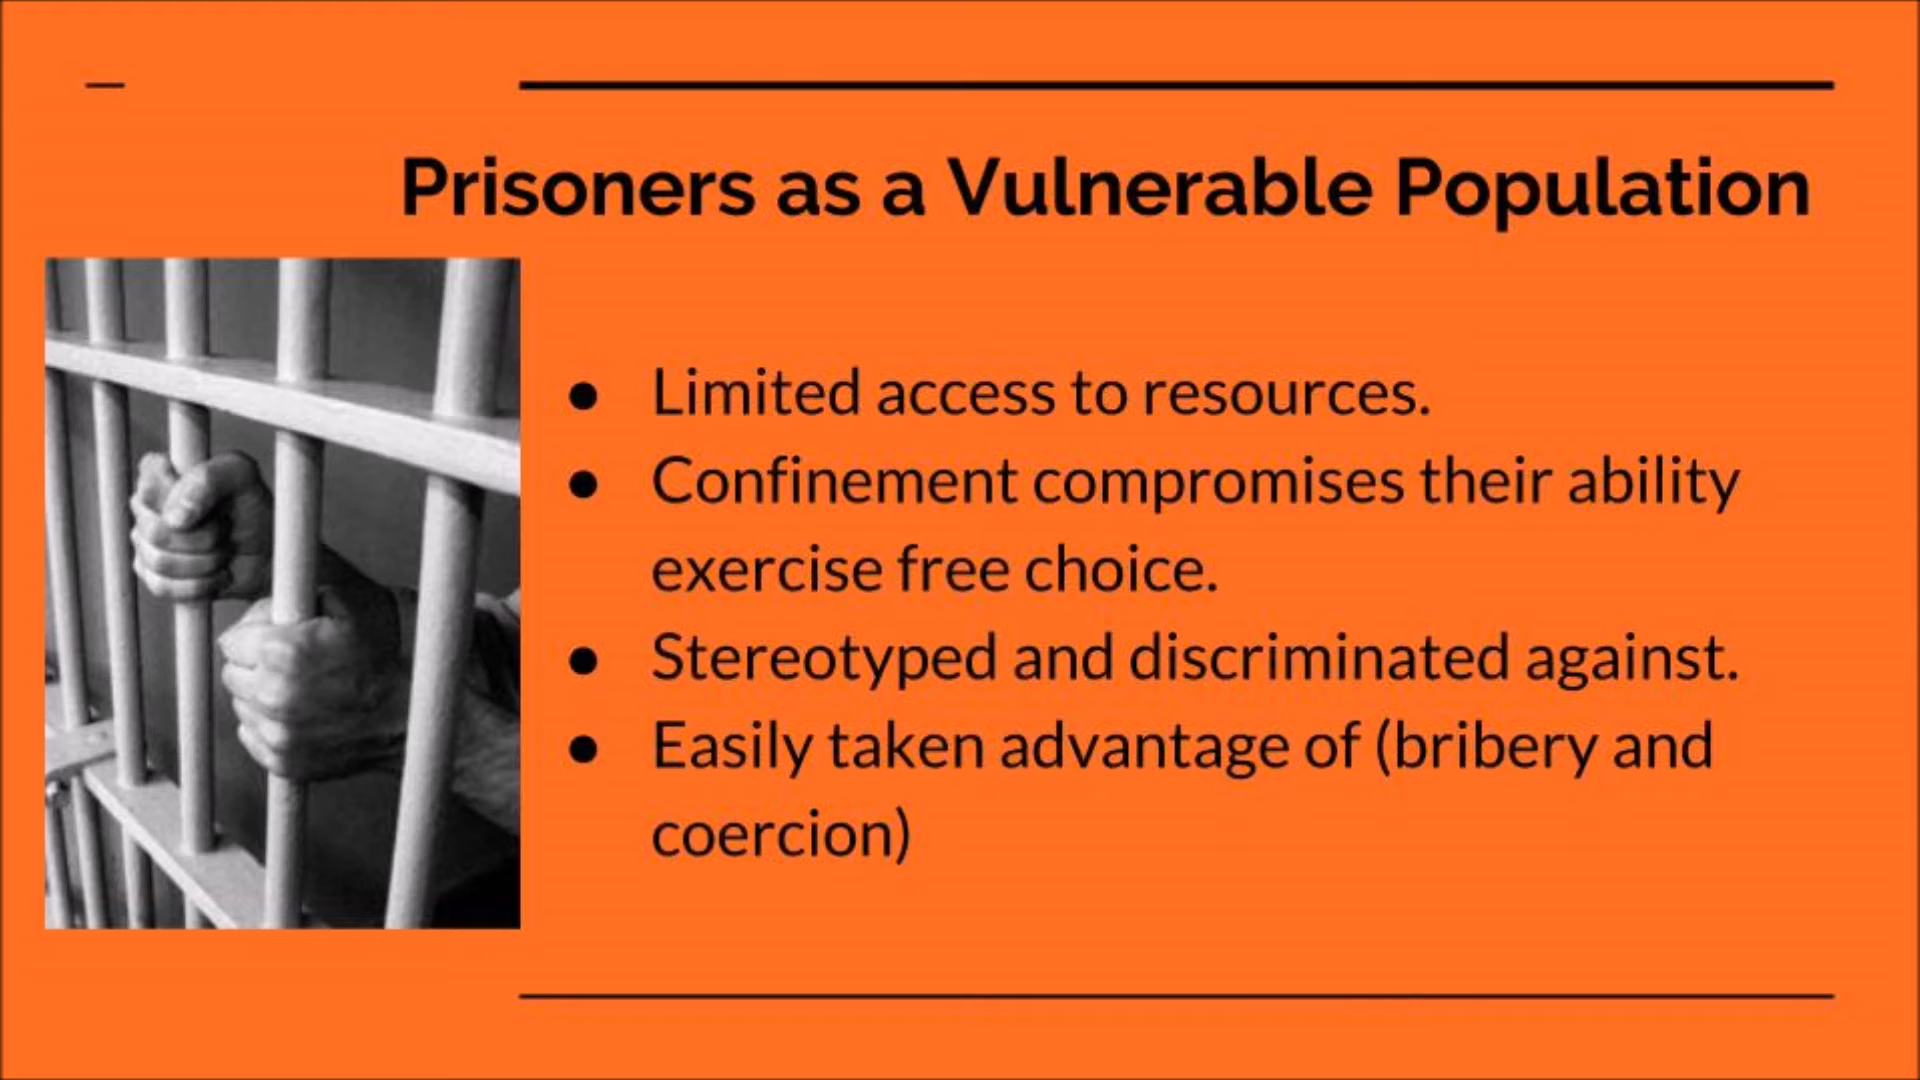 Prisoners as a Vulnerable Population
● Limited access to resources.
● Confinement compromises their ability
exercise free choice.
● Stereotyped and discriminated against.
● Easily taken advantage of (bribery and
coercion)